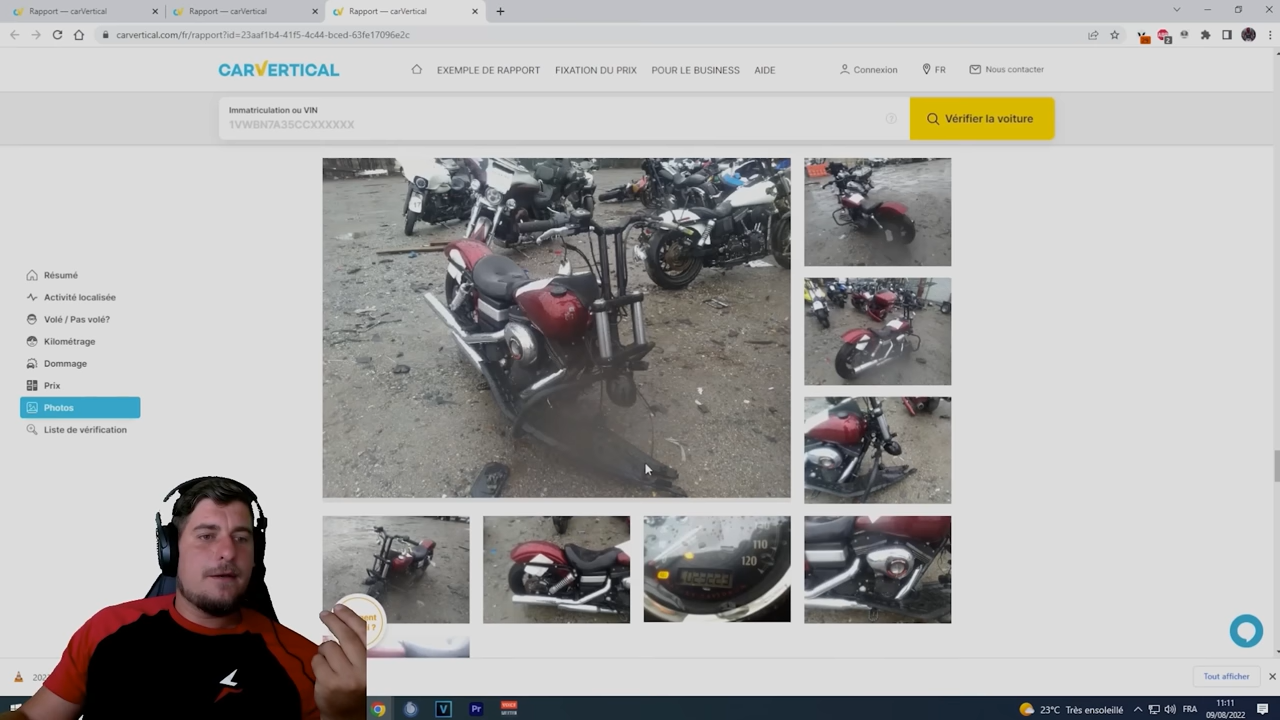 Rapport — carVertical
Rapport — carVertical
Rapport — carVertical
carvertical.com/fr/rapport?id=23aaf1b4-41f5-4c44-bced-63fe17096e2c
CARVERTICAL
EXEMPLE DE RAPPORT
FIXATION DU PRIX
POUR LE BUSINESS
AIDE
Connexion
FR
Nous contacter
Immatriculation ou VIN
1VWBN7A35CCXXXXXX
Vérifier la voiture
Résumé
Activité localisée
Volé / Pas volé?
Kilométrage
Dommage
Prix
Photos
Liste de vérification
110
120
Tout afficher
V
Pr
23°C Très ensoleillé
FRA
11:11
09/08/2022